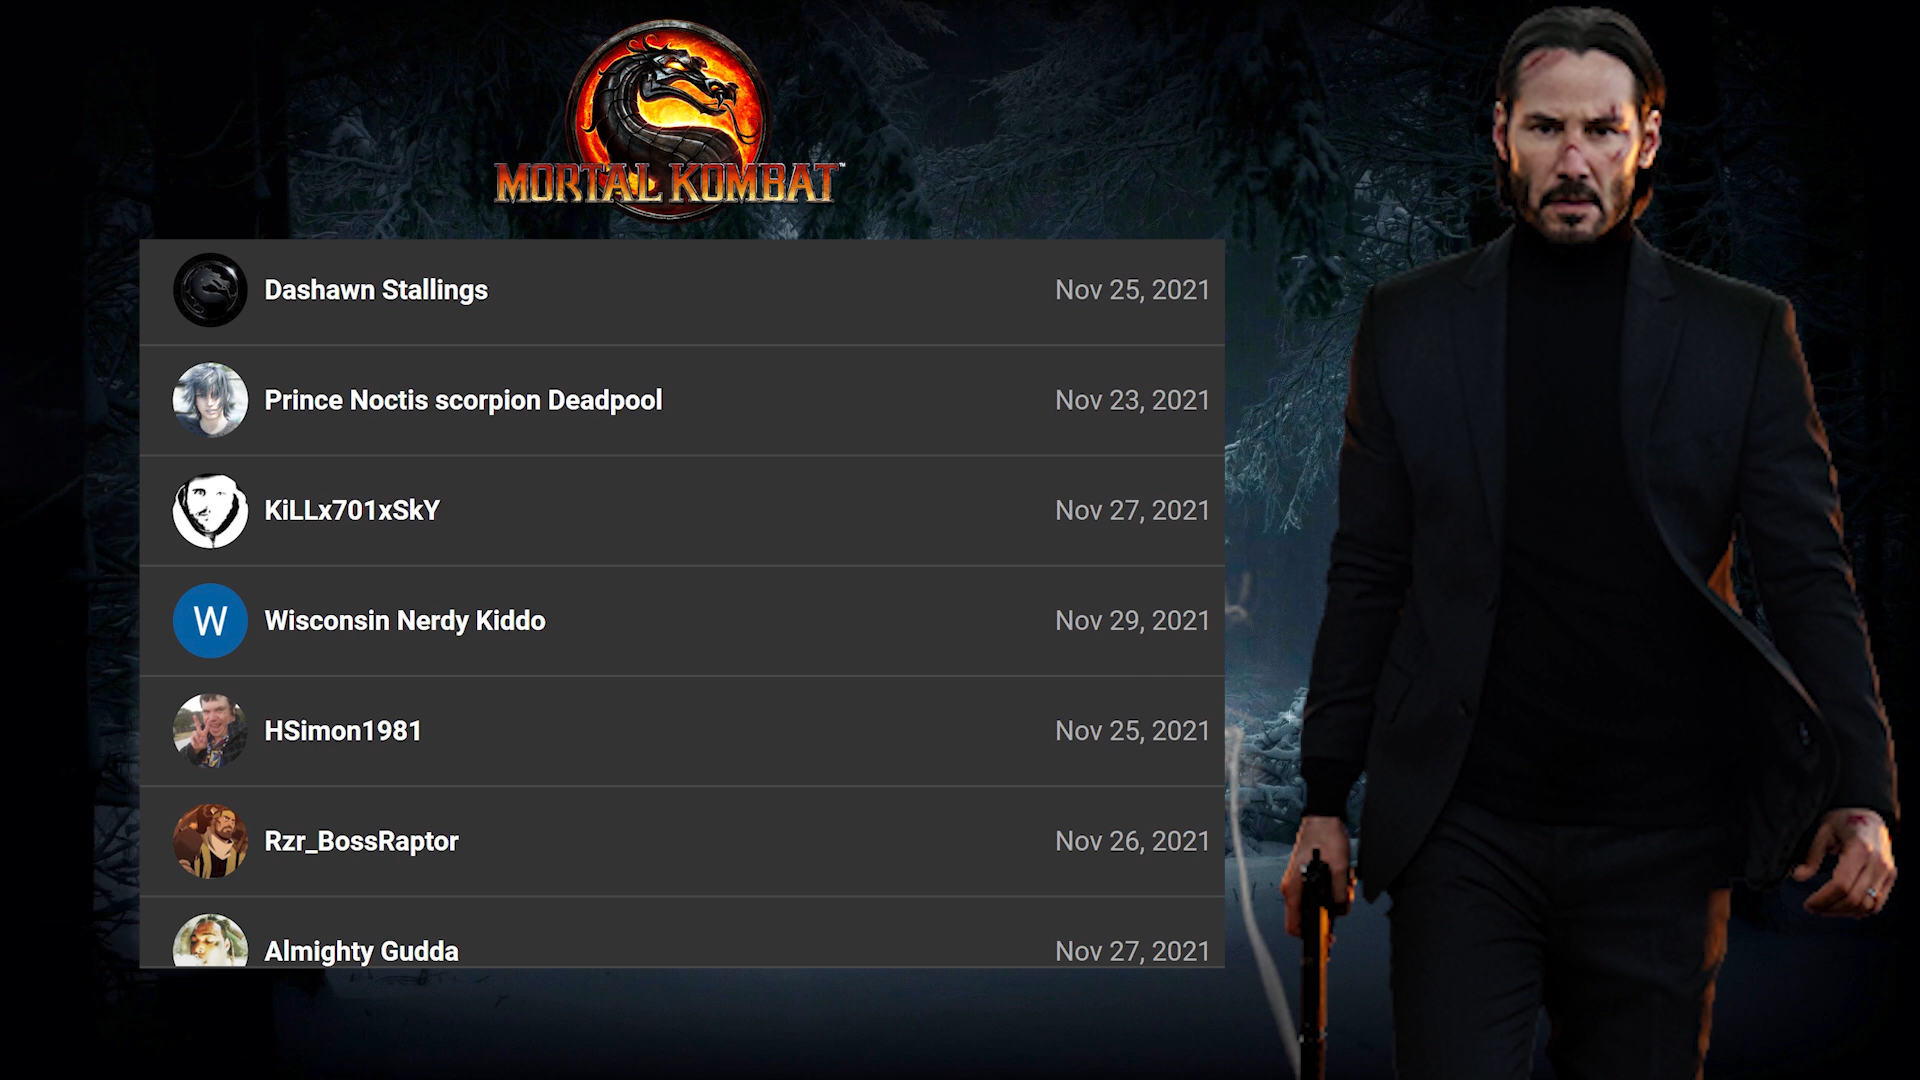 MORTAL KOMBAT™
Dashawn Stallings Nov 25, 2021
Prince Noctis scorpion Deadpool Nov 23, 2021
KiLLx701xSkY Nov 27, 2021
W Wisconsin Nerdy Kiddo Nov 29, 2021
HSimon1981 Nov 25, 2021
Rzr_BossRaptor Nov 26, 2021
Almighty Gudda Nov 27, 2021